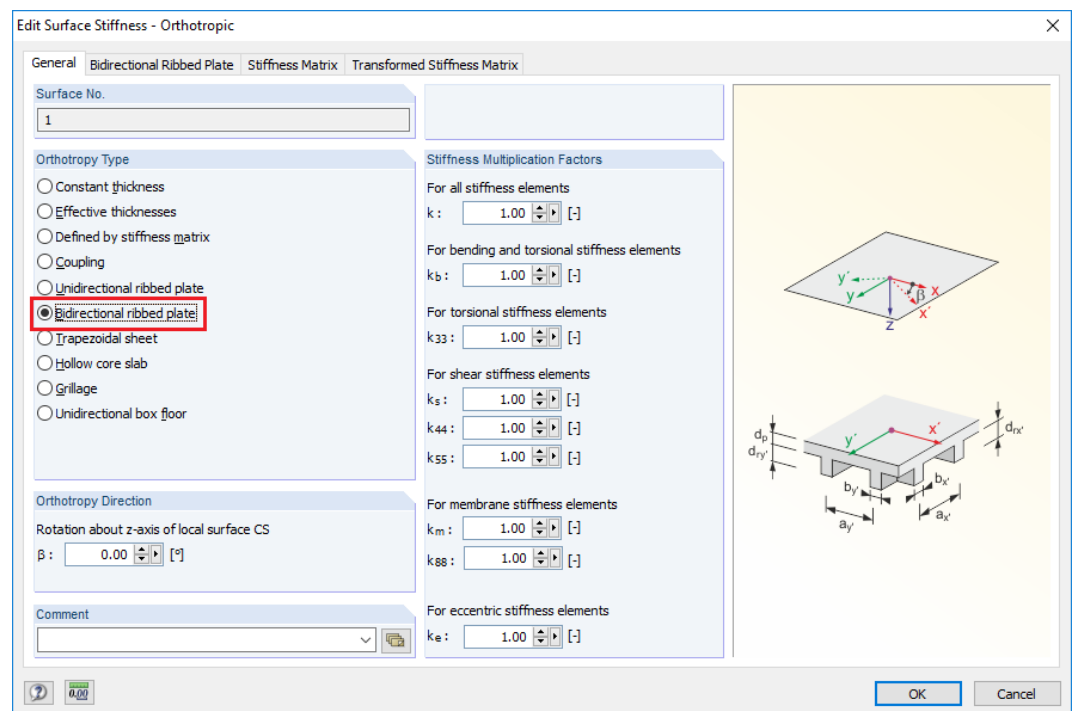 Edit Surface Stiffness - Orthotropic
General
Bidirectional Ribbed Plate
Stiffness Matrix
Transformed Stiffness Matrix
Surface No.
1
Orthotropy Type
Constant thickness
Effective thicknesses
Defined by stiffness matrix
Coupling
Unidirectional ribbed plate
Bidirectional ribbed plate
Trapezoidal sheet
Hollow core slab
Grillage
Unidirectional box floor
Orthotropy Direction
Rotation about z-axis of local surface CS
β : 0.00 [°]
Comment
Stiffness Multiplication Factors
For all stiffness elements
k : 1.00 [-]
For bending and torsional stiffness elements
kb : 1.00 [-]
For torsional stiffness elements
k33 : 1.00 [-]
For shear stiffness elements
ks : 1.00 [-]
k44 : 1.00 [-]
k55 : 1.00 [-]
For membrane stiffness elements
km : 1.00 [-]
k88 : 1.00 [-]
For eccentric stiffness elements
ke : 1.00 [-]
y´
y
β
x
x´
z
dp
dry´
y´
x´
drx´
by´
bx´
ay´
ax´
0.00
OK
Cancel